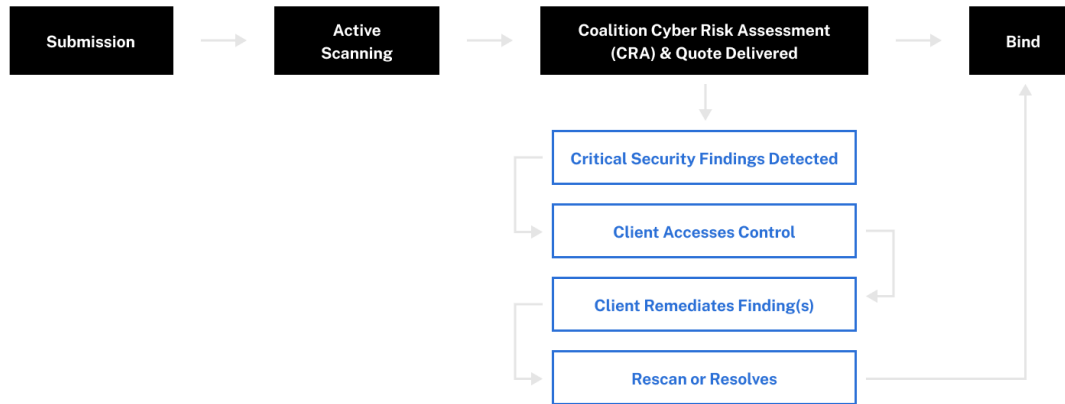 Submission
Active
Scanning
Coalition Cyber Risk Assessment
(CRA) & Quote Delivered
Bind
Critical Security Findings Detected
Client Accesses Control
Client Remediates Finding(s)
Rescan or Resolves